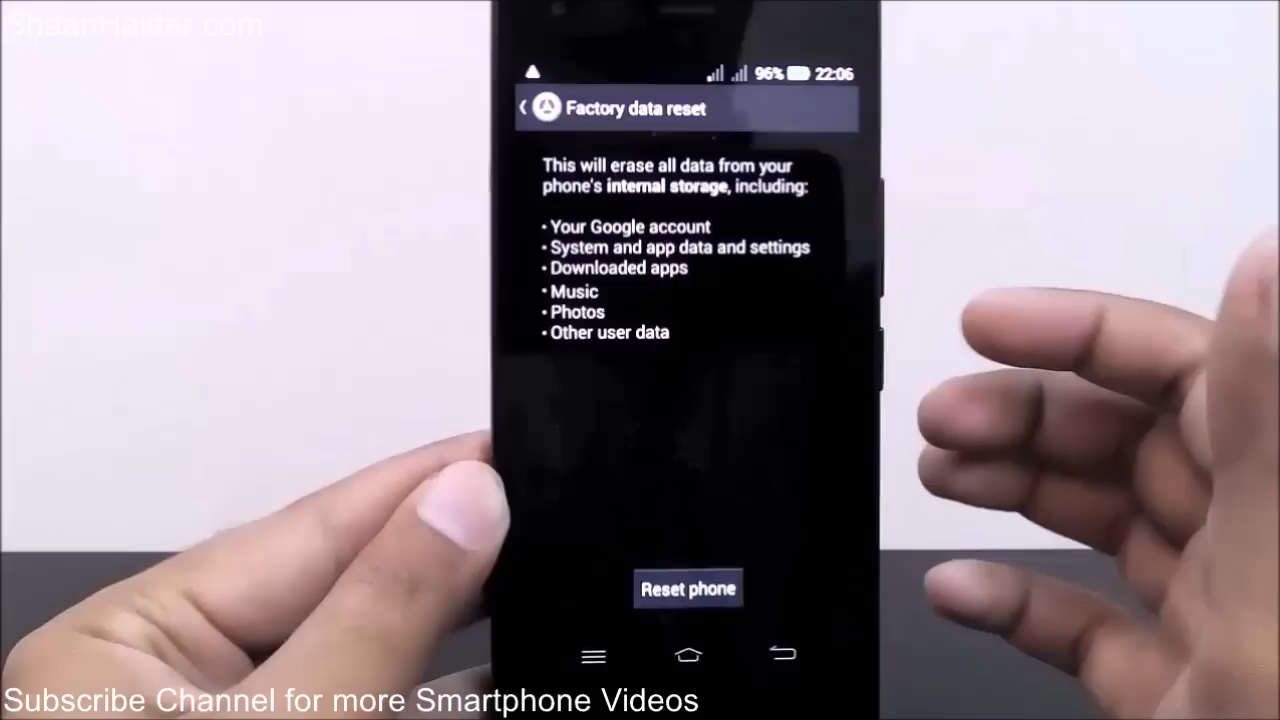 ShaanHaider.com
96% 22:06
Factory data reset
This will erase all data from your
phone's internal storage, including:
• Your Google account
• System and app data and settings
• Downloaded apps
• Music
• Photos
• Other user data
Reset phone
Subscribe Channel for more Smartphone Videos